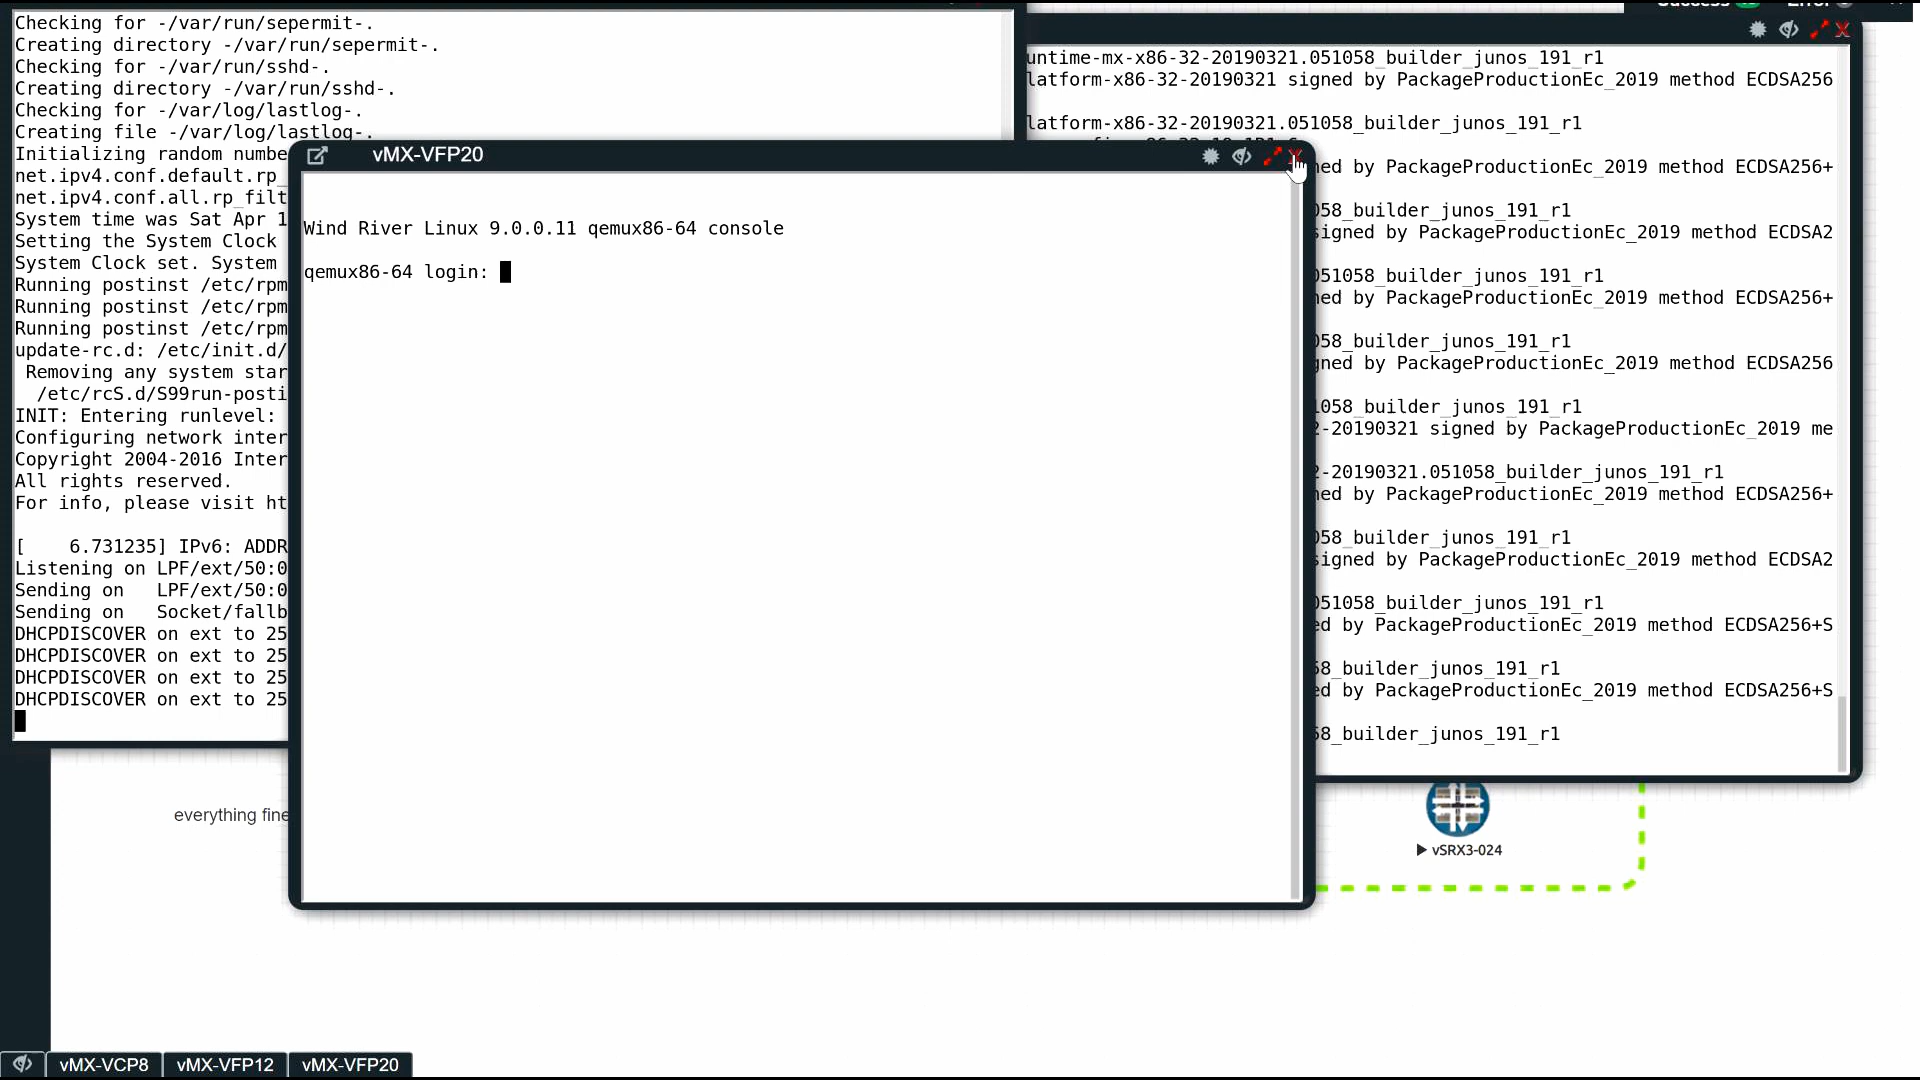 Checking for -/var/run/sepermit-.
Creating directory -/var/run/sepermit-.
Checking for -/var/run/sshd-.
Creating directory -/var/run/sshd-.
Checking for -/var/log/lastlog-.
Creating file -/var/log/lastlog-.
Initializing random numbe
net.ipv4.conf.default.rp_
net.ipv4.conf.all.rp_filt
System time was Sat Apr 1
Setting the System Clock
System Clock set. System
Running postinst /etc/rpm
Running postinst /etc/rpm
Running postinst /etc/rpm
update-rc.d: /etc/init.d/
Removing any system star
/etc/rcS.d/S99run-posti
INIT: Entering runlevel:
Configuring network inter
Copyright 2004-2016 Inter
All rights reserved.
For info, please visit ht
[    6.731235] IPv6: ADDR
Listening on LPF/ext/50:0
Sending on   LPF/ext/50:0
Sending on   Socket/fallb
DHCPDISCOVER on ext to 25
DHCPDISCOVER on ext to 25
DHCPDISCOVER on ext to 25
DHCPDISCOVER on ext to 25
vMX-VFP20
Wind River Linux 9.0.0.11 qemux86-64 console
qemux86-64 login:
untime-mx-x86-32-20190321.051058_builder_junos_191_r1
latform-x86-32-20190321 signed by PackageProductionEc_2019 method ECDSA256
latform-x86-32-20190321.051058_builder_junos_191_r1
ned by PackageProductionEc_2019 method ECDSA256+
058_builder_junos_191_r1
signed by PackageProductionEc_2019 method ECDSA2
051058_builder_junos_191_r1
ned by PackageProductionEc_2019 method ECDSA256+
058_builder_junos_191_r1
gned by PackageProductionEc_2019 method ECDSA256
1058_builder_junos_191_r1
2-20190321 signed by PackageProductionEc_2019 me
2-20190321.051058_builder_junos_191_r1
ned by PackageProductionEc_2019 method ECDSA256+
058_builder_junos_191_r1
signed by PackageProductionEc_2019 method ECDSA2
051058_builder_junos_191_r1
ed by PackageProductionEc_2019 method ECDSA256+S
58_builder_junos_191_r1
ed by PackageProductionEc_2019 method ECDSA256+S
58_builder_junos_191_r1
everything fine
vSRX3-024
vMX-VCP8
vMX-VFP12
vMX-VFP20